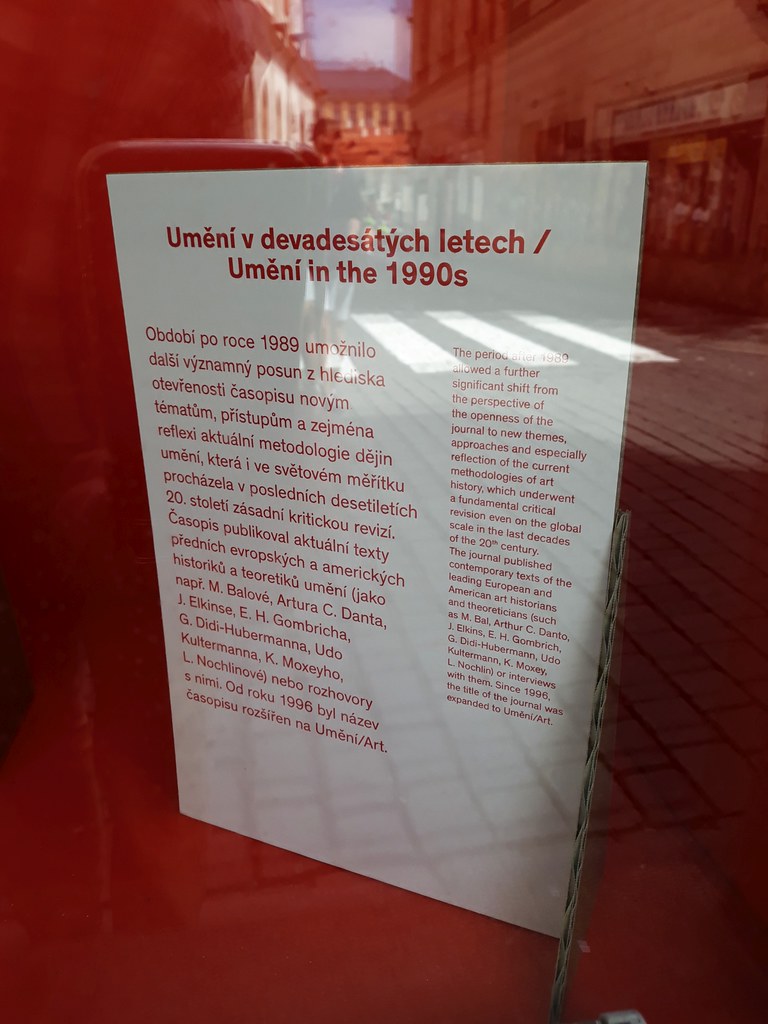 Umění v devadesátých letech /
Umění in the 1990s
Období po roce 1989 umožnilo
další významný posun z hlediska
otevřenosti časopisu novým
tématům, přístupům a zejména
reflexi aktuální metodologie dějin
umění, která i ve světovém měřítku
procházela v posledních desetiletích
20. století zásadní kritickou revizí.
Časopis publikoval aktuální texty
předních evropských a amerických
historiků a teoretiků umění (jako
např. M. Balové, Artura C. Danta,
J. Elkinse, E. H. Gombricha,
G. Didi-Hubermanna, Udo
Kultermanna, K. Moxeyho,
L. Nochlinové) nebo rozhovory
s nimi. Od roku 1996 byl název
časopisu rozšířen na Umění/Art.
The period after 1989
allowed a further
significant shift from
the perspective of
the openness of the
journal to new themes,
approaches and especially
reflection of the current
methodologies of art
history, which underwent
a fundamental critical
revision even on the global
scale in the last decades
of the 20th century.
The journal published
contemporary texts of the
leading European and
American art historians
and theoreticians (such
as M. Bal, Arthur C. Danto,
J. Elkins, E. H. Gombrich,
G. Didi-Hubermann, Udo
Kultermann, K. Moxey,
L. Nochlin) or interviews
with them. Since 1996,
the title of the journal was
expanded to Umění/Art.